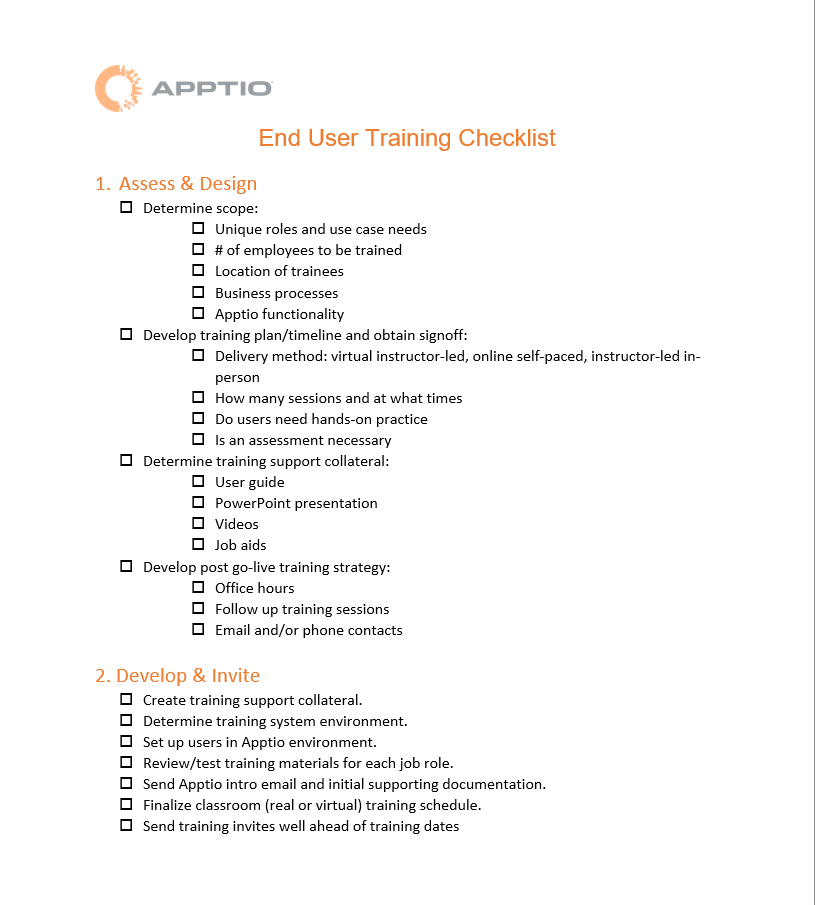 APPTIO
End User Training Checklist
1. Assess & Design
Determine scope:
Unique roles and use case needs
# of employees to be trained
Location of trainees
Business processes
Apptio functionality
Develop training plan/timeline and obtain signoff:
Delivery method: virtual instructor-led, online self-paced, instructor-led in-
person
How many sessions and at what times
Do users need hands-on practice
Is an assessment necessary
Determine training support collateral:
User guide
PowerPoint presentation
Videos
Job aids
Develop post go-live training strategy:
Office hours
Follow up training sessions
Email and/or phone contacts
2. Develop & Invite
Create training support collateral.
Determine training system environment.
Set up users in Apptio environment.
Review/test training materials for each job role.
Send Apptio intro email and initial supporting documentation.
Finalize classroom (real or virtual) training schedule.
Send training invites well ahead of training dates